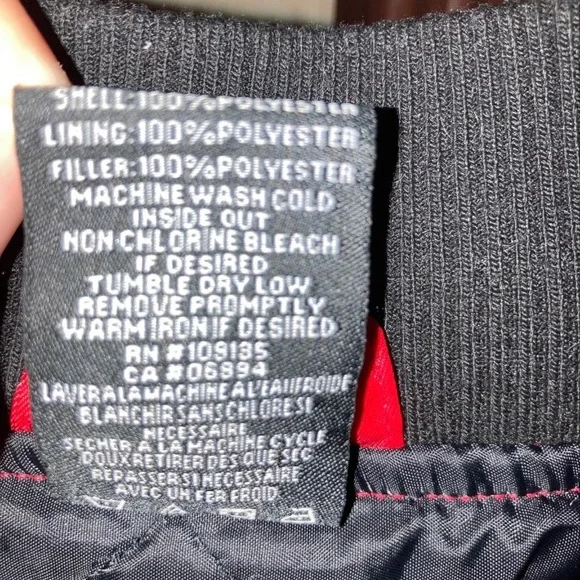 SHELL:100%POLYESTER
LINING:100%POLYESTER
FILLER:100%POLYESTER
MACHINE WASH COLD
INSIDE OUT
NON-CHLORINE BLEACH
IF DESIRED
TUMBLE DRY LOW
REMOVE PROMPTLY
WARM IRON IF DESIRED
RN #109135
CA #06894
LAVER A LA MACHINE A L'EAU FROIDE
BLANCHIR SANS CHLORE ST
NECESSAIRE
SECHER A LA MACHINE CYCLE
DOUX RETIRER DES QUE SEC
REPASSER SI NECESSAIRE
AVEC UH FER FROID